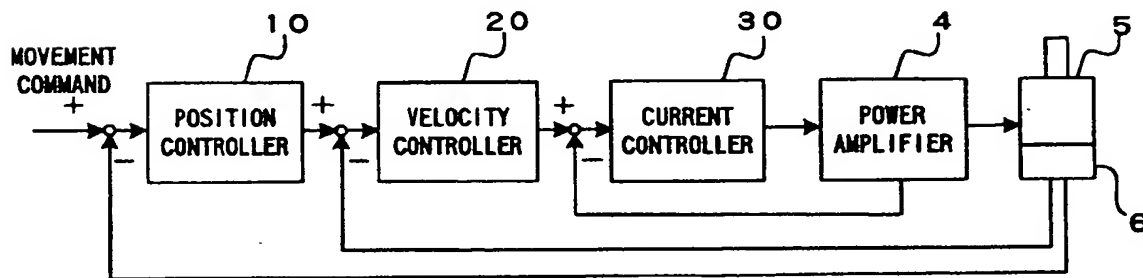 10
20
30
4
5
MOVEMENT
COMMAND
+
POSITION
CONTROLLER
+
VELOCITY
CONTROLLER
+
CURRENT
CONTROLLER
POWER
AMPLIFIER
−
−
−
6